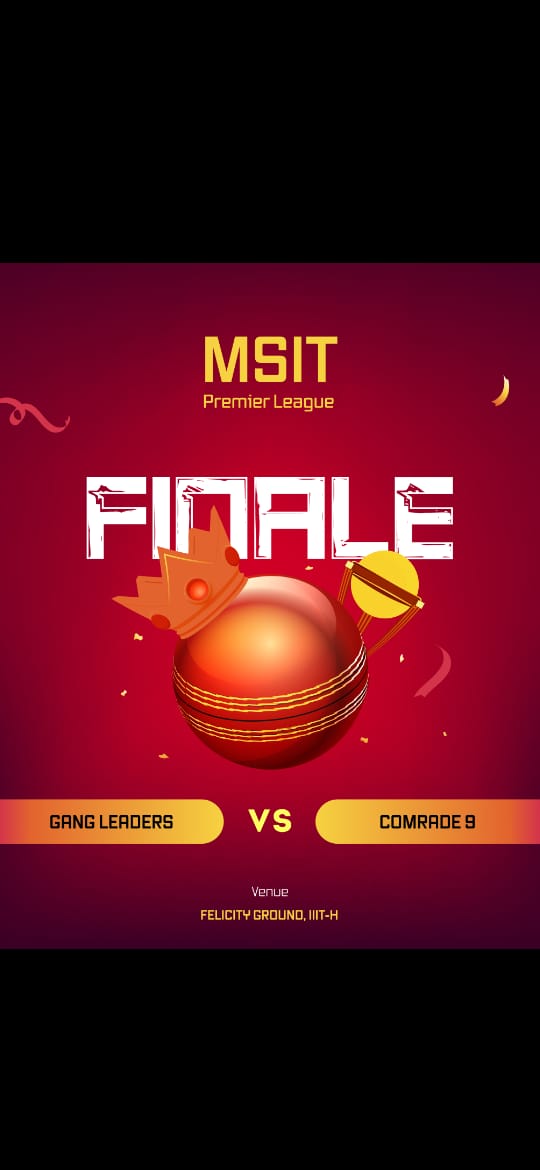 MSIT
Premier League
FINALE
GANG LEADERS VS COMRADE 9
Venue
FELICITY GROUND, IIIT-H